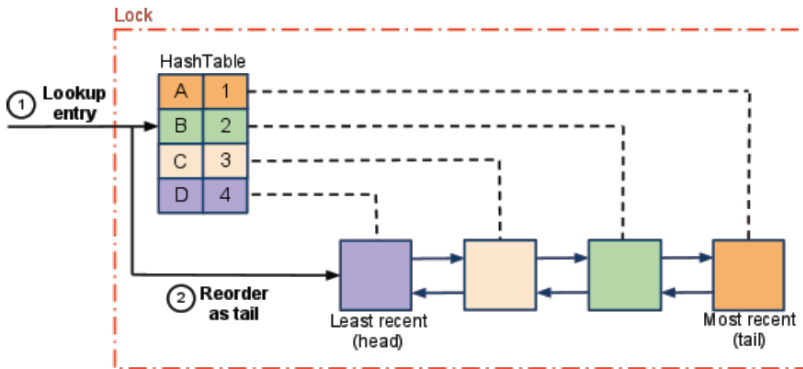 Lock
HashTable
1 Lookup
entry
A 1
B 2
C 3
D 4
2 Reorder
as tail
Least recent
(head)
Most recent
(tail)